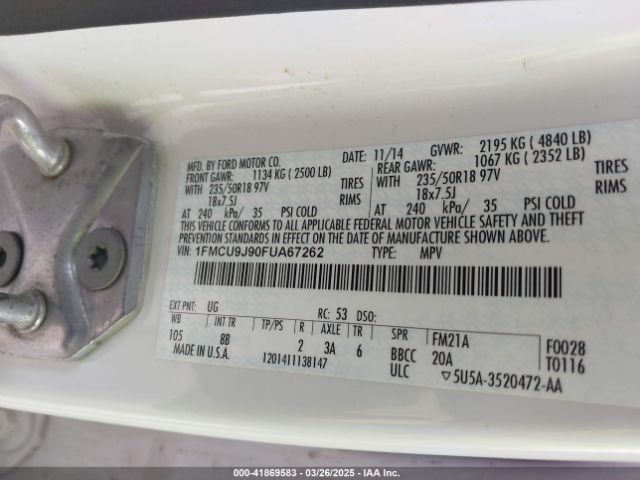 MFD. BY FORD MOTOR CO.
DATE: 11/14 GVWR: 2195 KG ( 4840 LB)
FRONT GAWR: 1134 KG ( 2500 LB) REAR GAWR: 1067 KG ( 2352 LB)
WITH 235/50R18 97V TIRES WITH 235/50R18 97V TIRES
18x7.5J RIMS 18x7.5J RIMS
AT 240 kPa/ 35 PSI COLD AT 240 kPa/ 35 PSI COLD
THIS VEHICLE CONFORMS TO ALL APPLICABLE FEDERAL MOTOR VEHICLE SAFETY AND THEFT
PREVENTION STANDARDS IN EFFECT ON THE DATE OF MANUFACTURE SHOWN ABOVE.
VIN: 1FMCU9J90FUA67262 TYPE: MPV
EXT PNT: UG RC: 53 DSO:
WB INT TR TP/PS R AXLE TR SPR FM21A F0028
105 8B 2 3A 6 BBCC 20A T0116
MADE IN U.S.A. 1201411138147 ULC ▽5U5A-3520472-AA
000-41869583 | 03/26/2025 | IAA Inc.